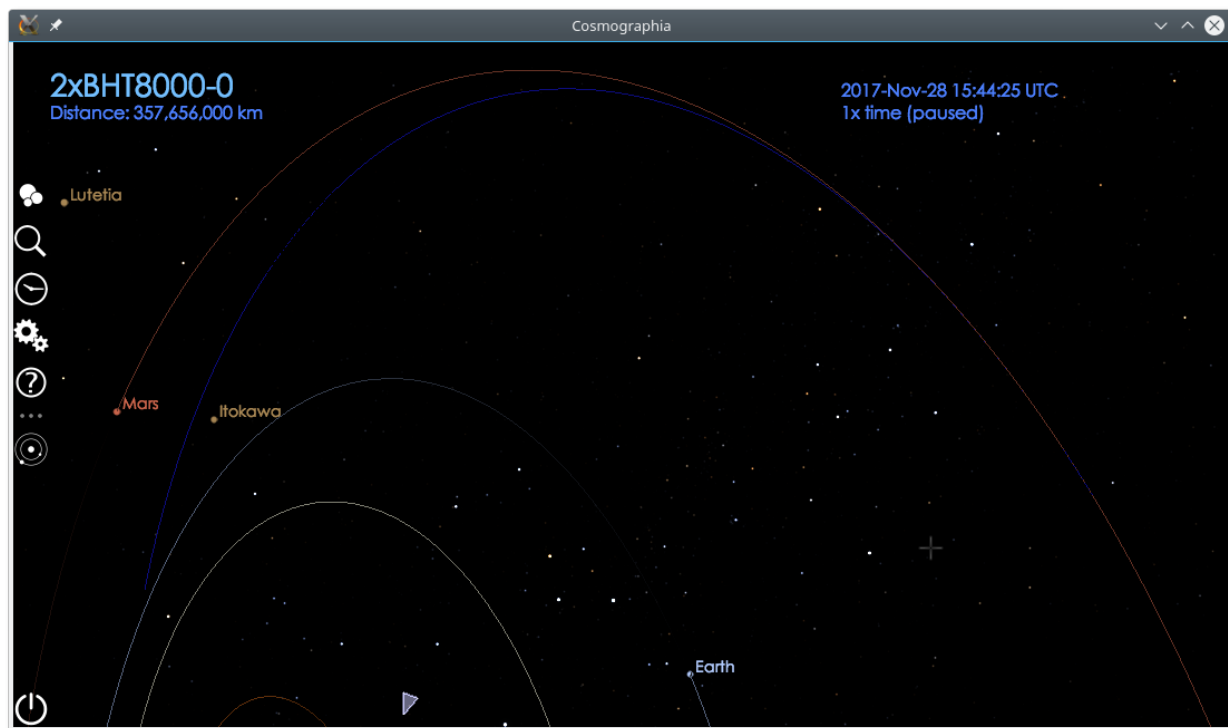 Cosmographia
2xBHT8000-0
Distance: 357,656,000 km
2017-Nov-28 15:44:25 UTC
1x time (paused)
Lutetia
Mars
Itokawa
Earth